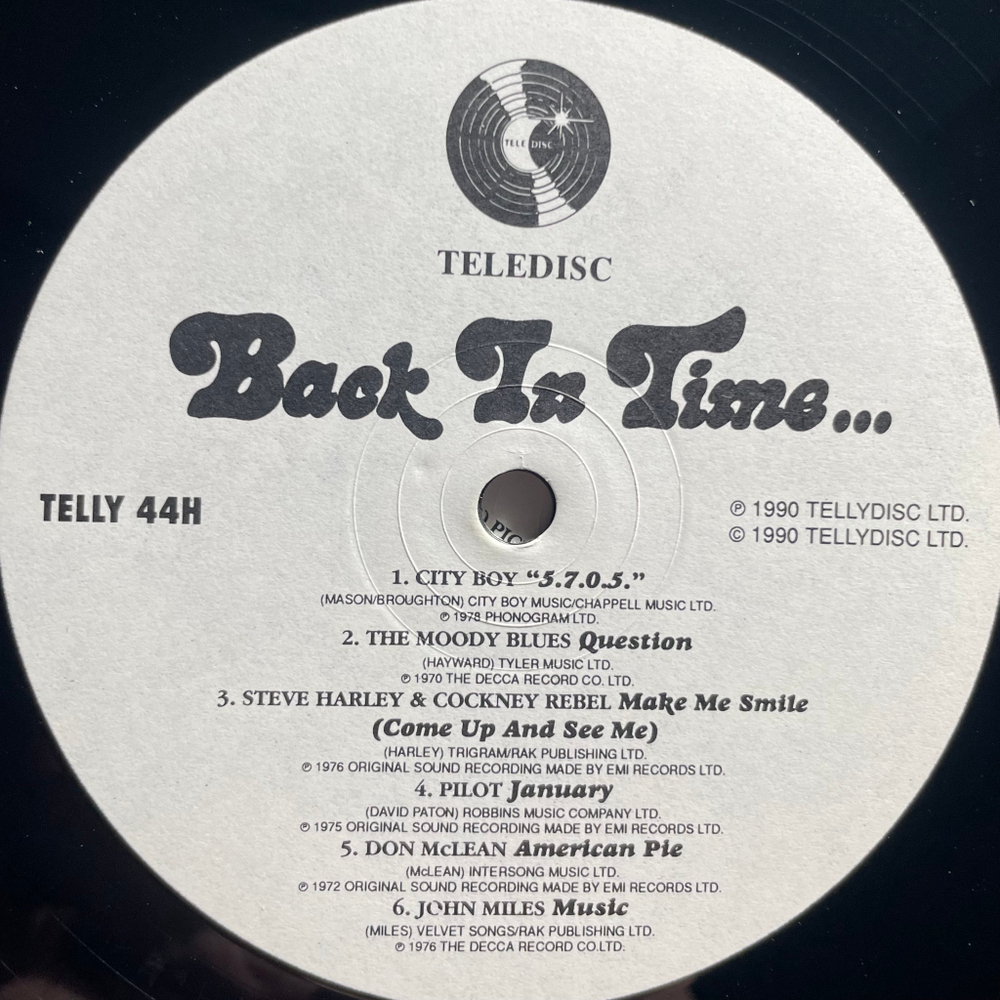 TELE DISC
TELEDISC
Back In Time...
TELLY 44H
℗ 1990 TELLYDISC LTD.
© 1990 TELLYDISC LTD.
PIC
1. CITY BOY “5.7.0.5.”
(MASON/BROUGHTON) CITY BOY MUSIC/CHAPPELL MUSIC LTD.
℗ 1978 PHONOGRAM LTD.
2. THE MOODY BLUES Question
(HAYWARD) TYLER MUSIC LTD.
℗ 1970 THE DECCA RECORD CO. LTD.
3. STEVE HARLEY & COCKNEY REBEL Make Me Smile
(Come Up And See Me)
(HARLEY) TRIGRAM/RAK PUBLISHING LTD.
℗ 1976 ORIGINAL SOUND RECORDING MADE BY EMI RECORDS LTD.
4. PILOT January
(DAVID PATON) ROBBINS MUSIC COMPANY LTD.
℗ 1975 ORIGINAL SOUND RECORDING MADE BY EMI RECORDS LTD.
5. DON McLEAN American Pie
(McLEAN) INTERSONG MUSIC LTD.
℗ 1972 ORIGINAL SOUND RECORDING MADE BY EMI RECORDS LTD.
6. JOHN MILES Music
(MILES) VELVET SONGS/RAK PUBLISHING LTD.
℗ 1976 THE DECCA RECORD CO.LTD.